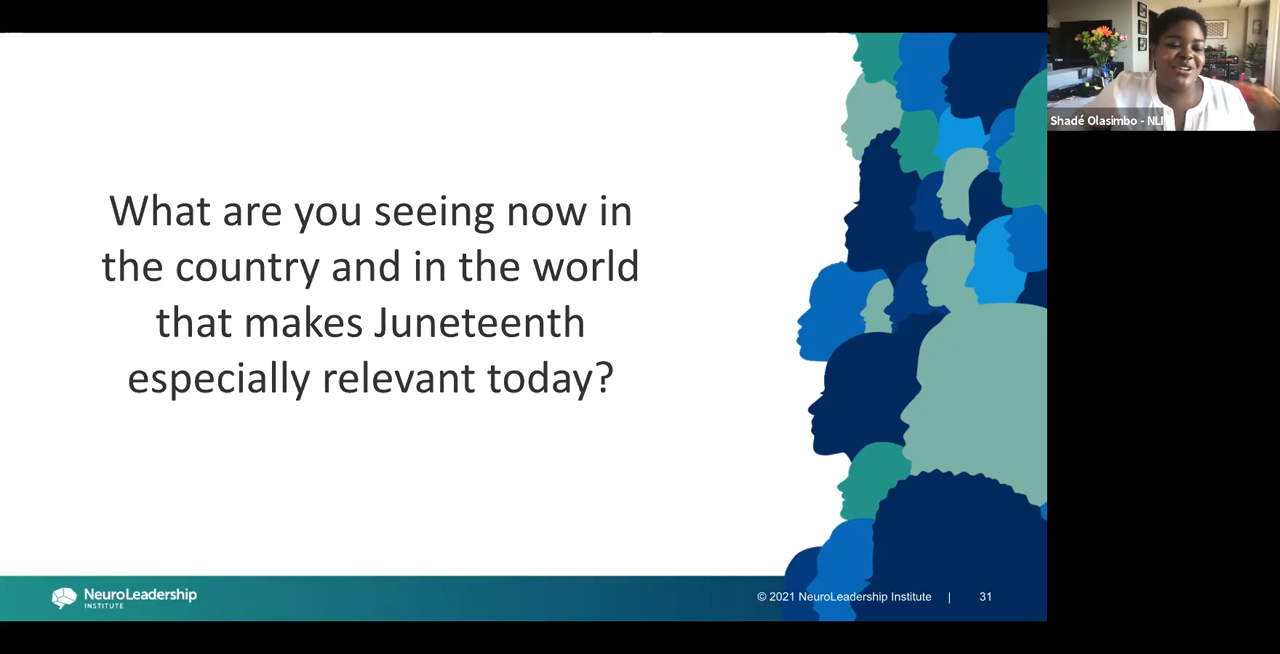 What are you seeing now in
the country and in the world
that makes Juneteenth
especially relevant today?
Shadé Olasimbo - NLI
NeuroLeadership
INSTITUTE
© 2021 NeuroLeadership Institute | 31